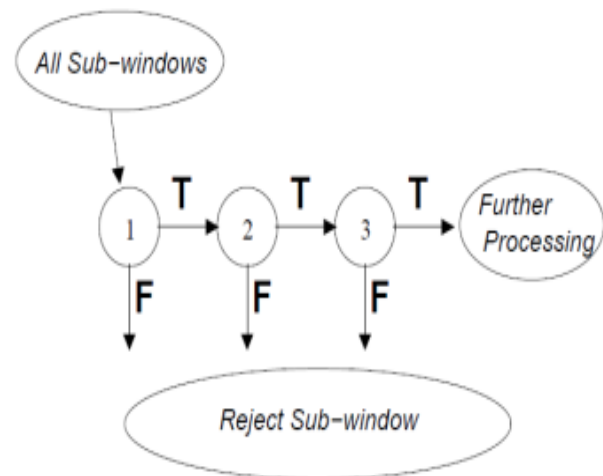 All Sub-windows
T
T
T
1
2
3
Further
Processing
F
F
F
Reject Sub-window